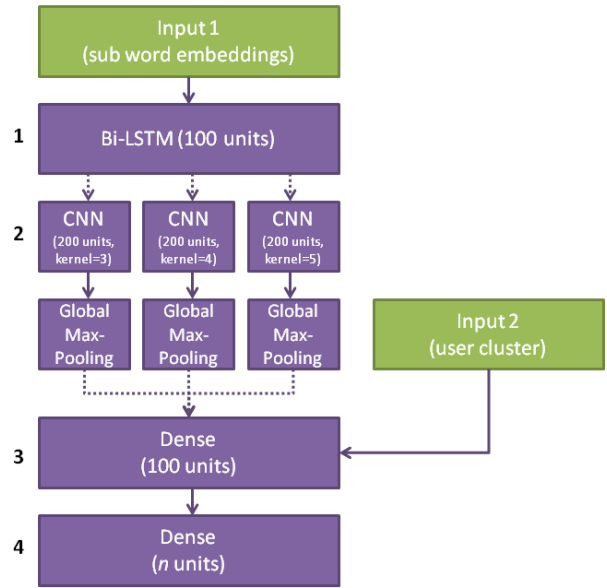 Input 1
(sub word embeddings)
1
Bi-LSTM (100 units)
2
CNN
(200 units,
kernel=3)
CNN
(200 units,
kernel=4)
CNN
(200 units,
kernel=5)
Global
Max-
Pooling
Global
Max-
Pooling
Global
Max-
Pooling
Input 2
(user cluster)
3
Dense
(100 units)
4
Dense
(n units)